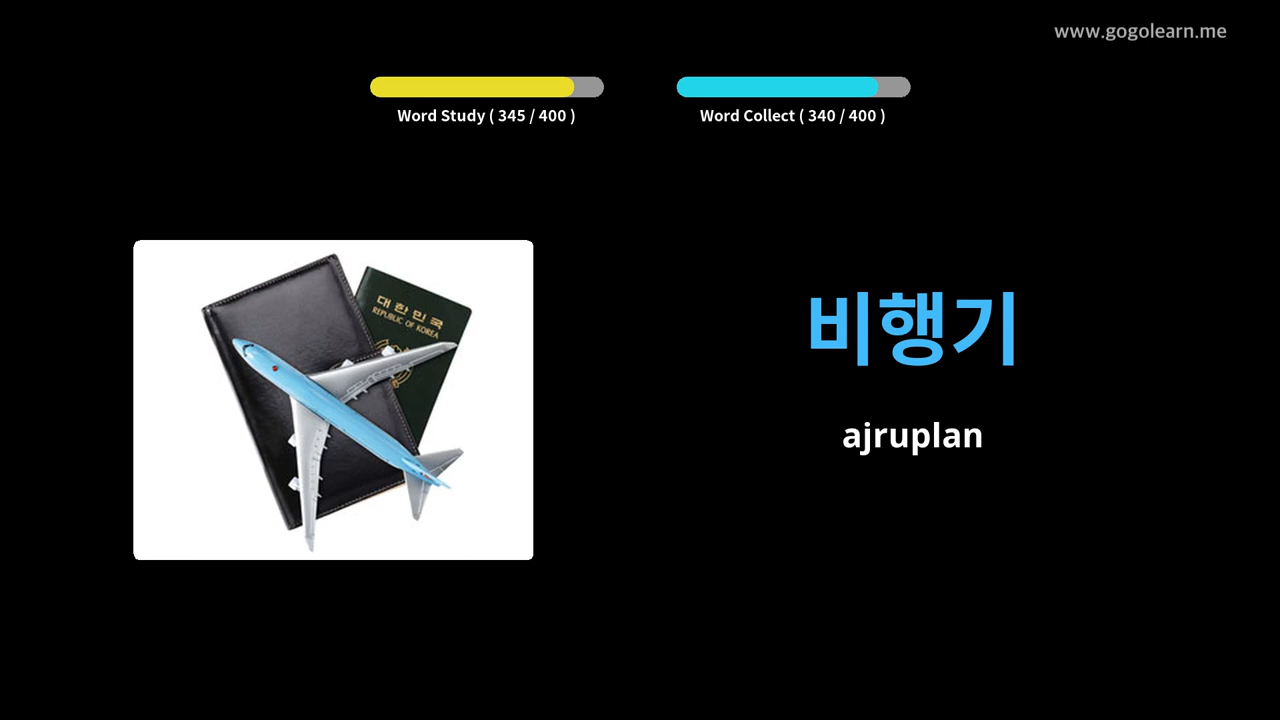 www.gogolearn.me
Word Study ( 345 / 400 )
Word Collect ( 340 / 400 )
대한민국
REPUBLIC OF KOREA
비행기
ajruplan